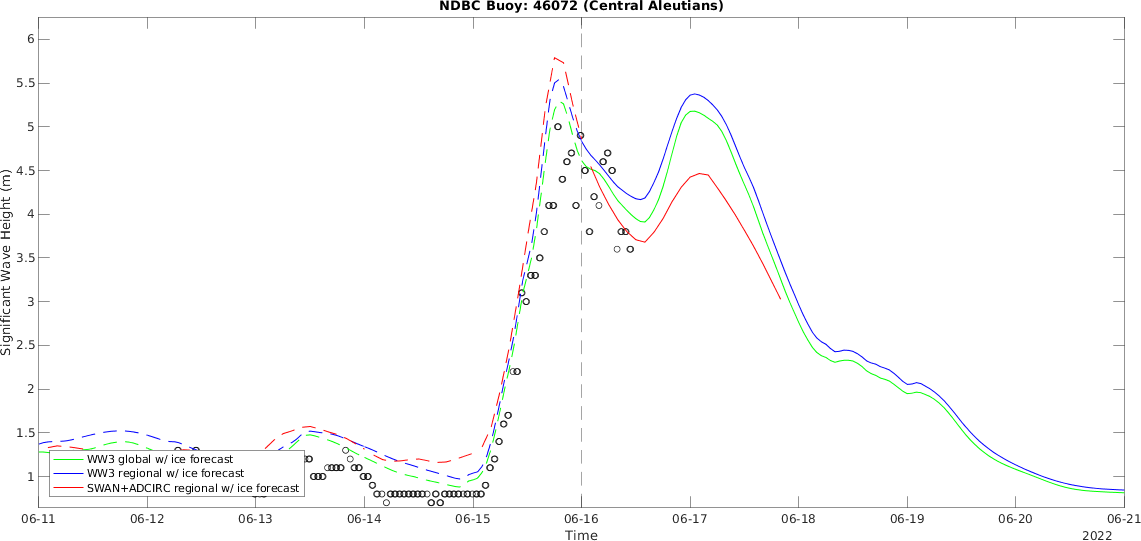 NDBC Buoy: 46072 (Central Aleutians)
6
5.5
5
4.5
4
3.5
3
2.5
2
1.5
1
Significant Wave Height (m)
WW3 global w/ ice forecast
WW3 regional w/ ice forecast
SWAN+ADCIRC regional w/ ice forecast
06-11 06-12 06-13 06-14 06-15 06-16 06-17 06-18 06-19 06-20 06-21
Time
2022